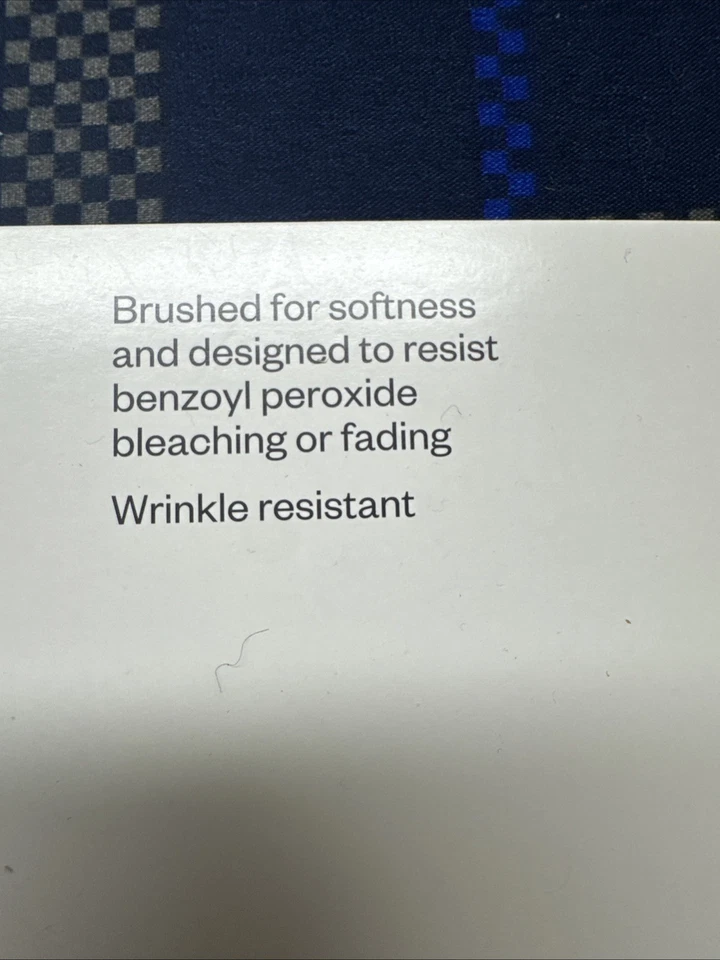 Brushed for softness
and designed to resist
benzoyl peroxide
bleaching or fading
Wrinkle resistant